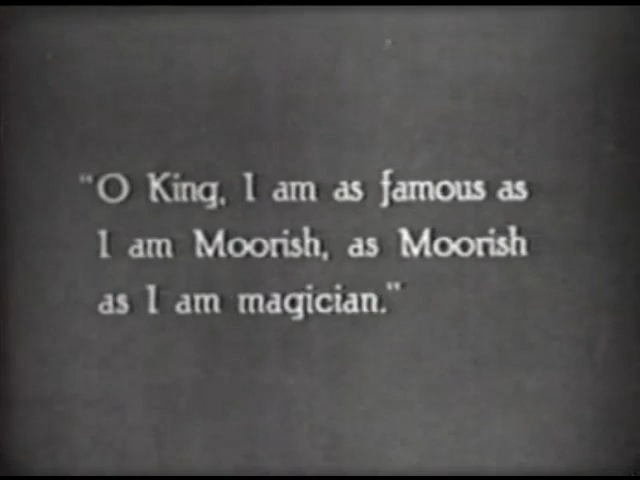 "O King, I am as famous as
I am Moorish, as Moorish
as I am magician."